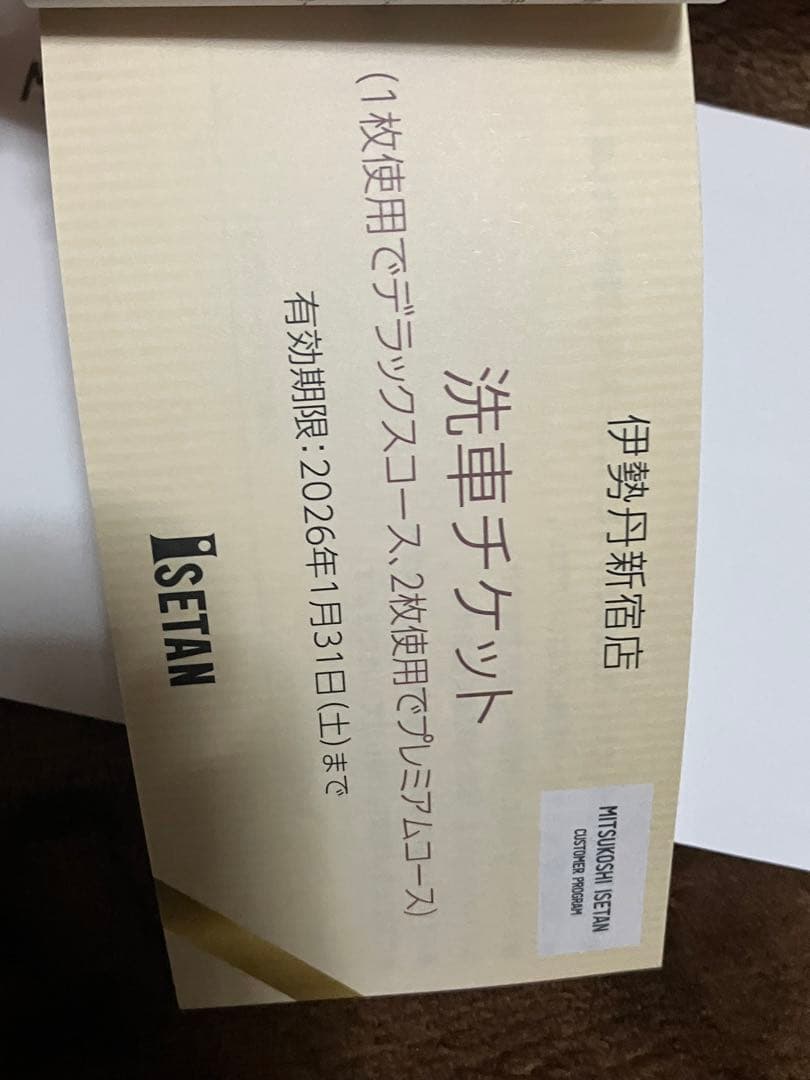 伊勢丹新宿店
MITSUKOSHI ISETAN
CUSTOMER PROGRAM
洗車チケット
(1枚使用でデラックスコース、2枚使用でプレミアムコース)
有効期限：2026年1月31日(土)まで
ISETAN